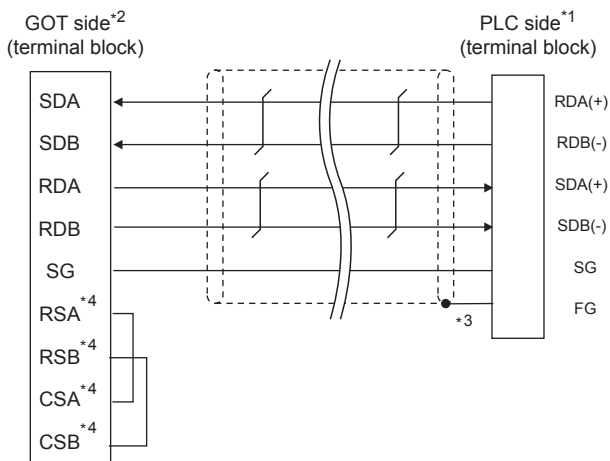 GOT side*2
(terminal block)
PLC side*1
(terminal block)
SDA
SDB
RDA
RDB
SG
RSA*4
RSB*4
CSA*4
CSB*4
RDA(+)
RDB(-)
SDA(+)
SDB(-)
SG
FG
*3